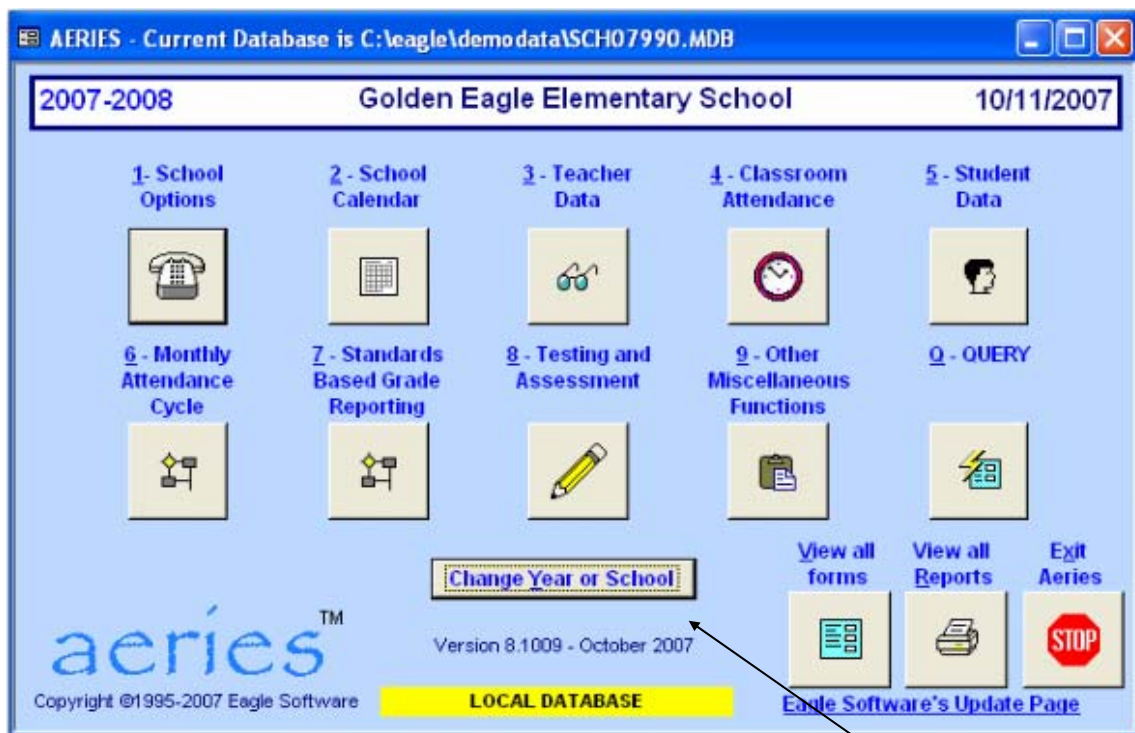 AERIES - Current Database is C:\eagle\demodata\SCH07990.MDB
2007-2008 Golden Eagle Elementary School 10/11/2007
1- School
Options
2 - School
Calendar
3 - Teacher
Data
4 - Classroom
Attendance
5 - Student
Data
6 - Monthly
Attendance
Cycle
7 - Standards
Based Grade
Reporting
8 - Testing and
Assessment
9 - Other
Miscellaneous
Functions
Q - QUERY
Change Year or School
View all
forms
View all
Reports
Exit
Aeries
STOP
aeries TM
Version 8.1009 - October 2007
Copyright ©1995-2007 Eagle Software
LOCAL DATABASE
Eagle Software's Update Page